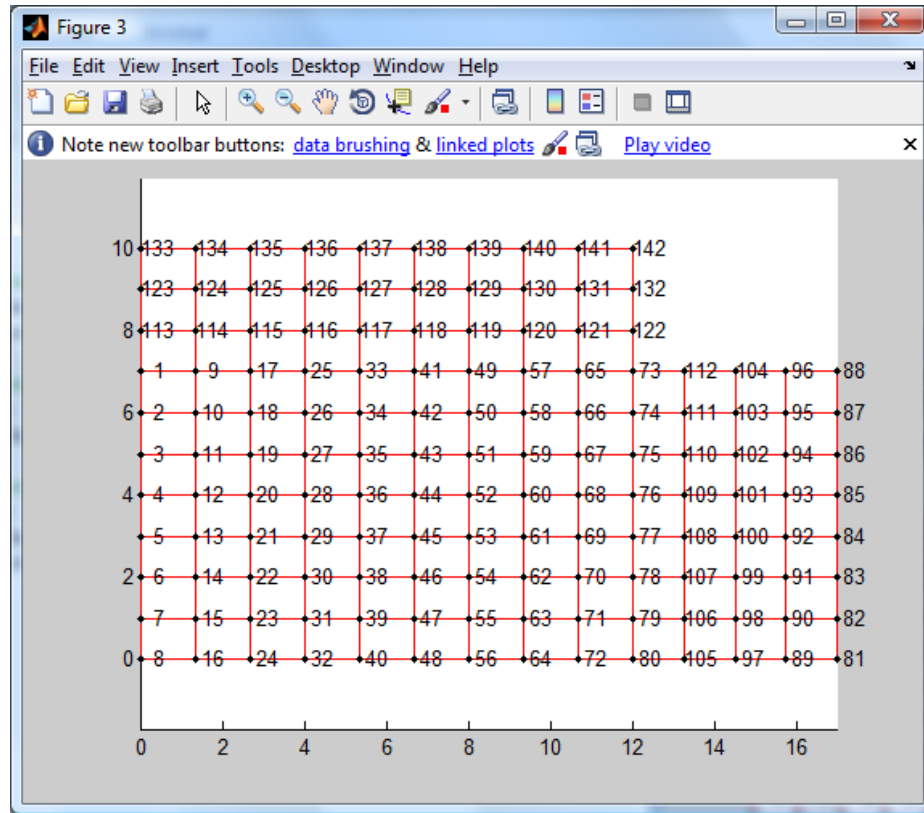 Figure 3
File Edit View Insert Tools Desktop Window Help
Note new toolbar buttons: data brushing & linked plots Play video
10 133 134 135 136 137 138 139 140 141 142
123 124 125 126 127 128 129 130 131 132
8 113 114 115 116 117 118 119 120 121 122
1 9 17 25 33 41 49 57 65 73 112 104 96 88
6 2 10 18 26 34 42 50 58 66 74 111 103 95 87
3 11 19 27 35 43 51 59 67 75 110 102 94 86
4 4 12 20 28 36 44 52 60 68 76 109 101 93 85
5 13 21 29 37 45 53 61 69 77 108 100 92 84
2 6 14 22 30 38 46 54 62 70 78 107 99 91 83
7 15 23 31 39 47 55 63 71 79 106 98 90 82
0 8 16 24 32 40 48 56 64 72 80 105 97 89 81
0 2 4 6 8 10 12 14 16